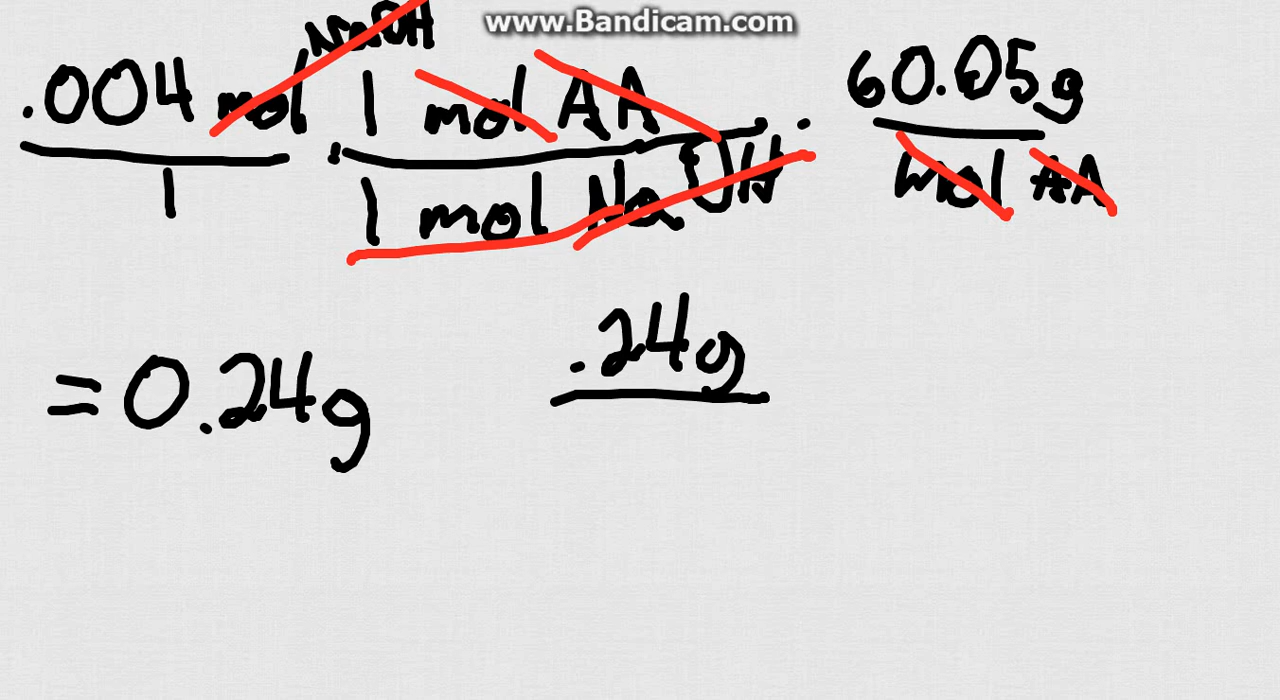 www.Bandicam.com
NaOH
.004 mol 1 mol AA 60.05g
1 1 mol NaOH mol AA
= 0.24g .24g